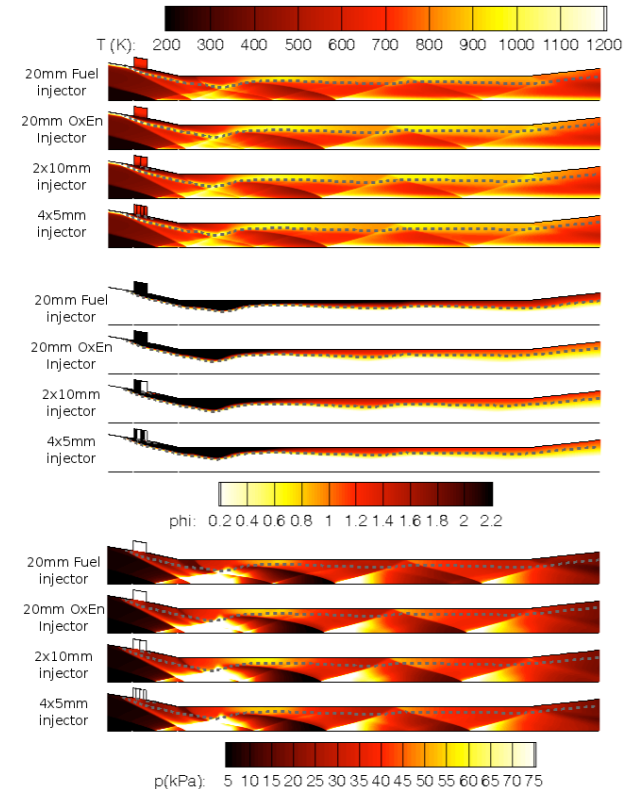 T (K):
200 300 400 500 600 700 800 900 1000 1100 1200
20mm Fuel
injector
20mm OxEn
injector
2x10mm
injector
4x5mm
injector
20mm Fuel
injector
20mm OxEn
Injector
2x10mm
injector
4x5mm
injector
phi: 0.2 0.4 0.6 0.8 1 1.2 1.4 1.6 1.8 2 2.2
20mm Fuel
injector
20mm OxEn
Injector
2x10mm
injector
4x5mm
injector
p(kPa): 5 10 15 20 25 30 35 40 45 50 55 60 65 70 75